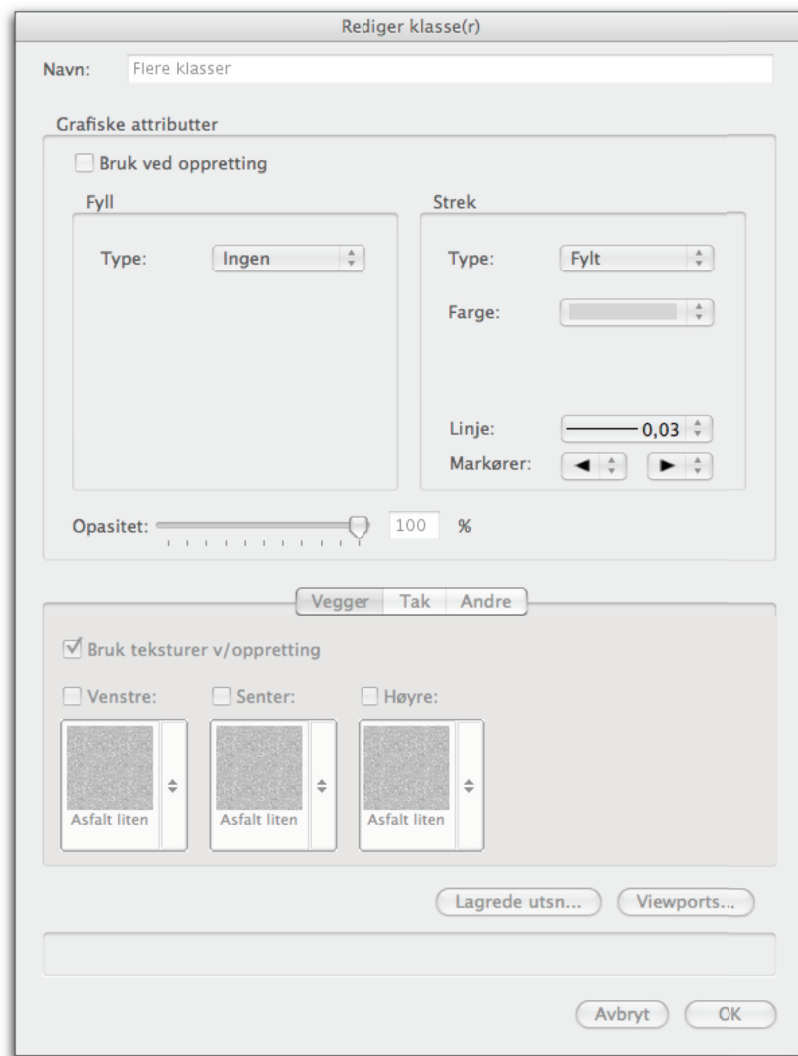 Rediger klasse(r)
Navn: Flere klasser
Grafiske attributter
Bruk ved oppretting
Fyll
Type: Ingen
Strek
Type: Fylt
Farge:
Linje: 0,03
Markører:
Opasitet: 100 %
Vegger Tak Andre
Bruk teksturer v/oppretting
Venstre: Senter: Høyre:
Asfalt liten Asfalt liten Asfalt liten
Lagrede utsn... Viewports...
Avbryt OK